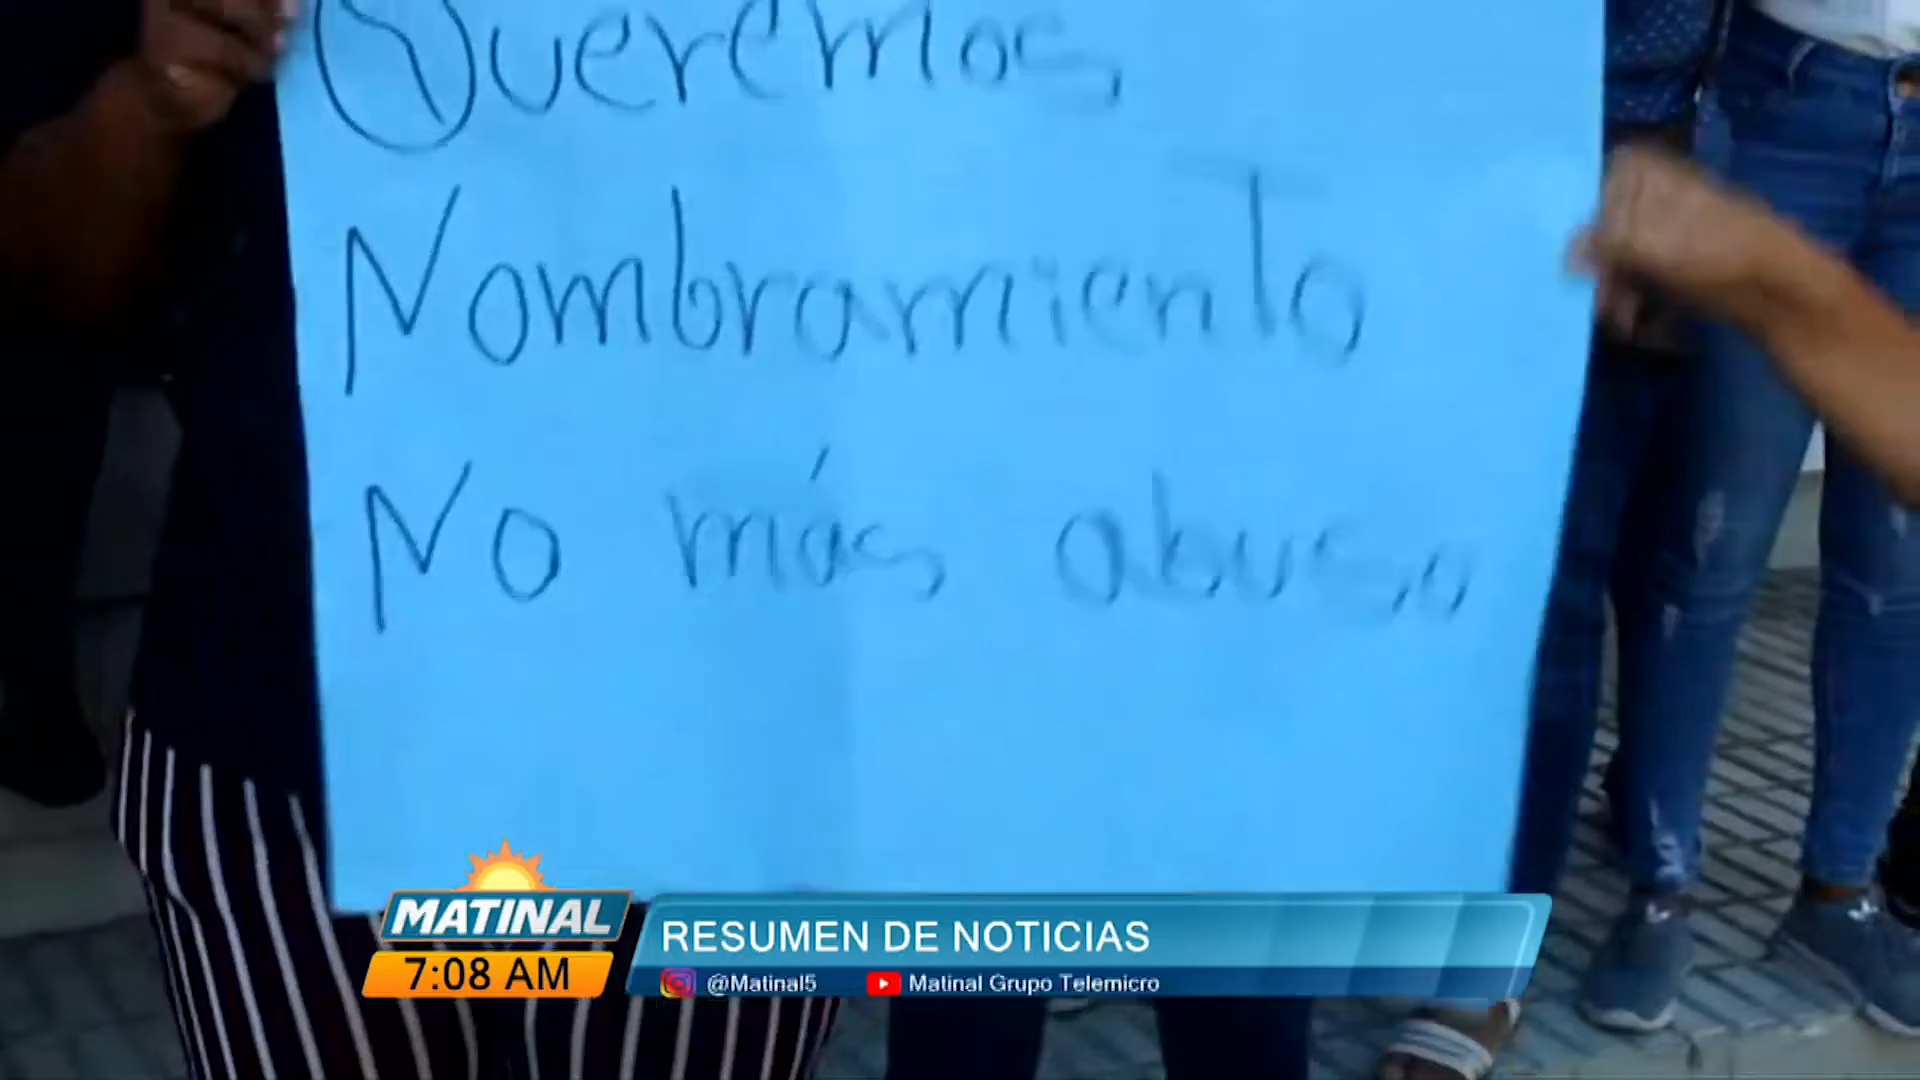 Queremos
Nombramiento
No más abuso
MATINAL
7:08 AM
RESUMEN DE NOTICIAS
@Matinal5 Matinal Grupo Telemicro